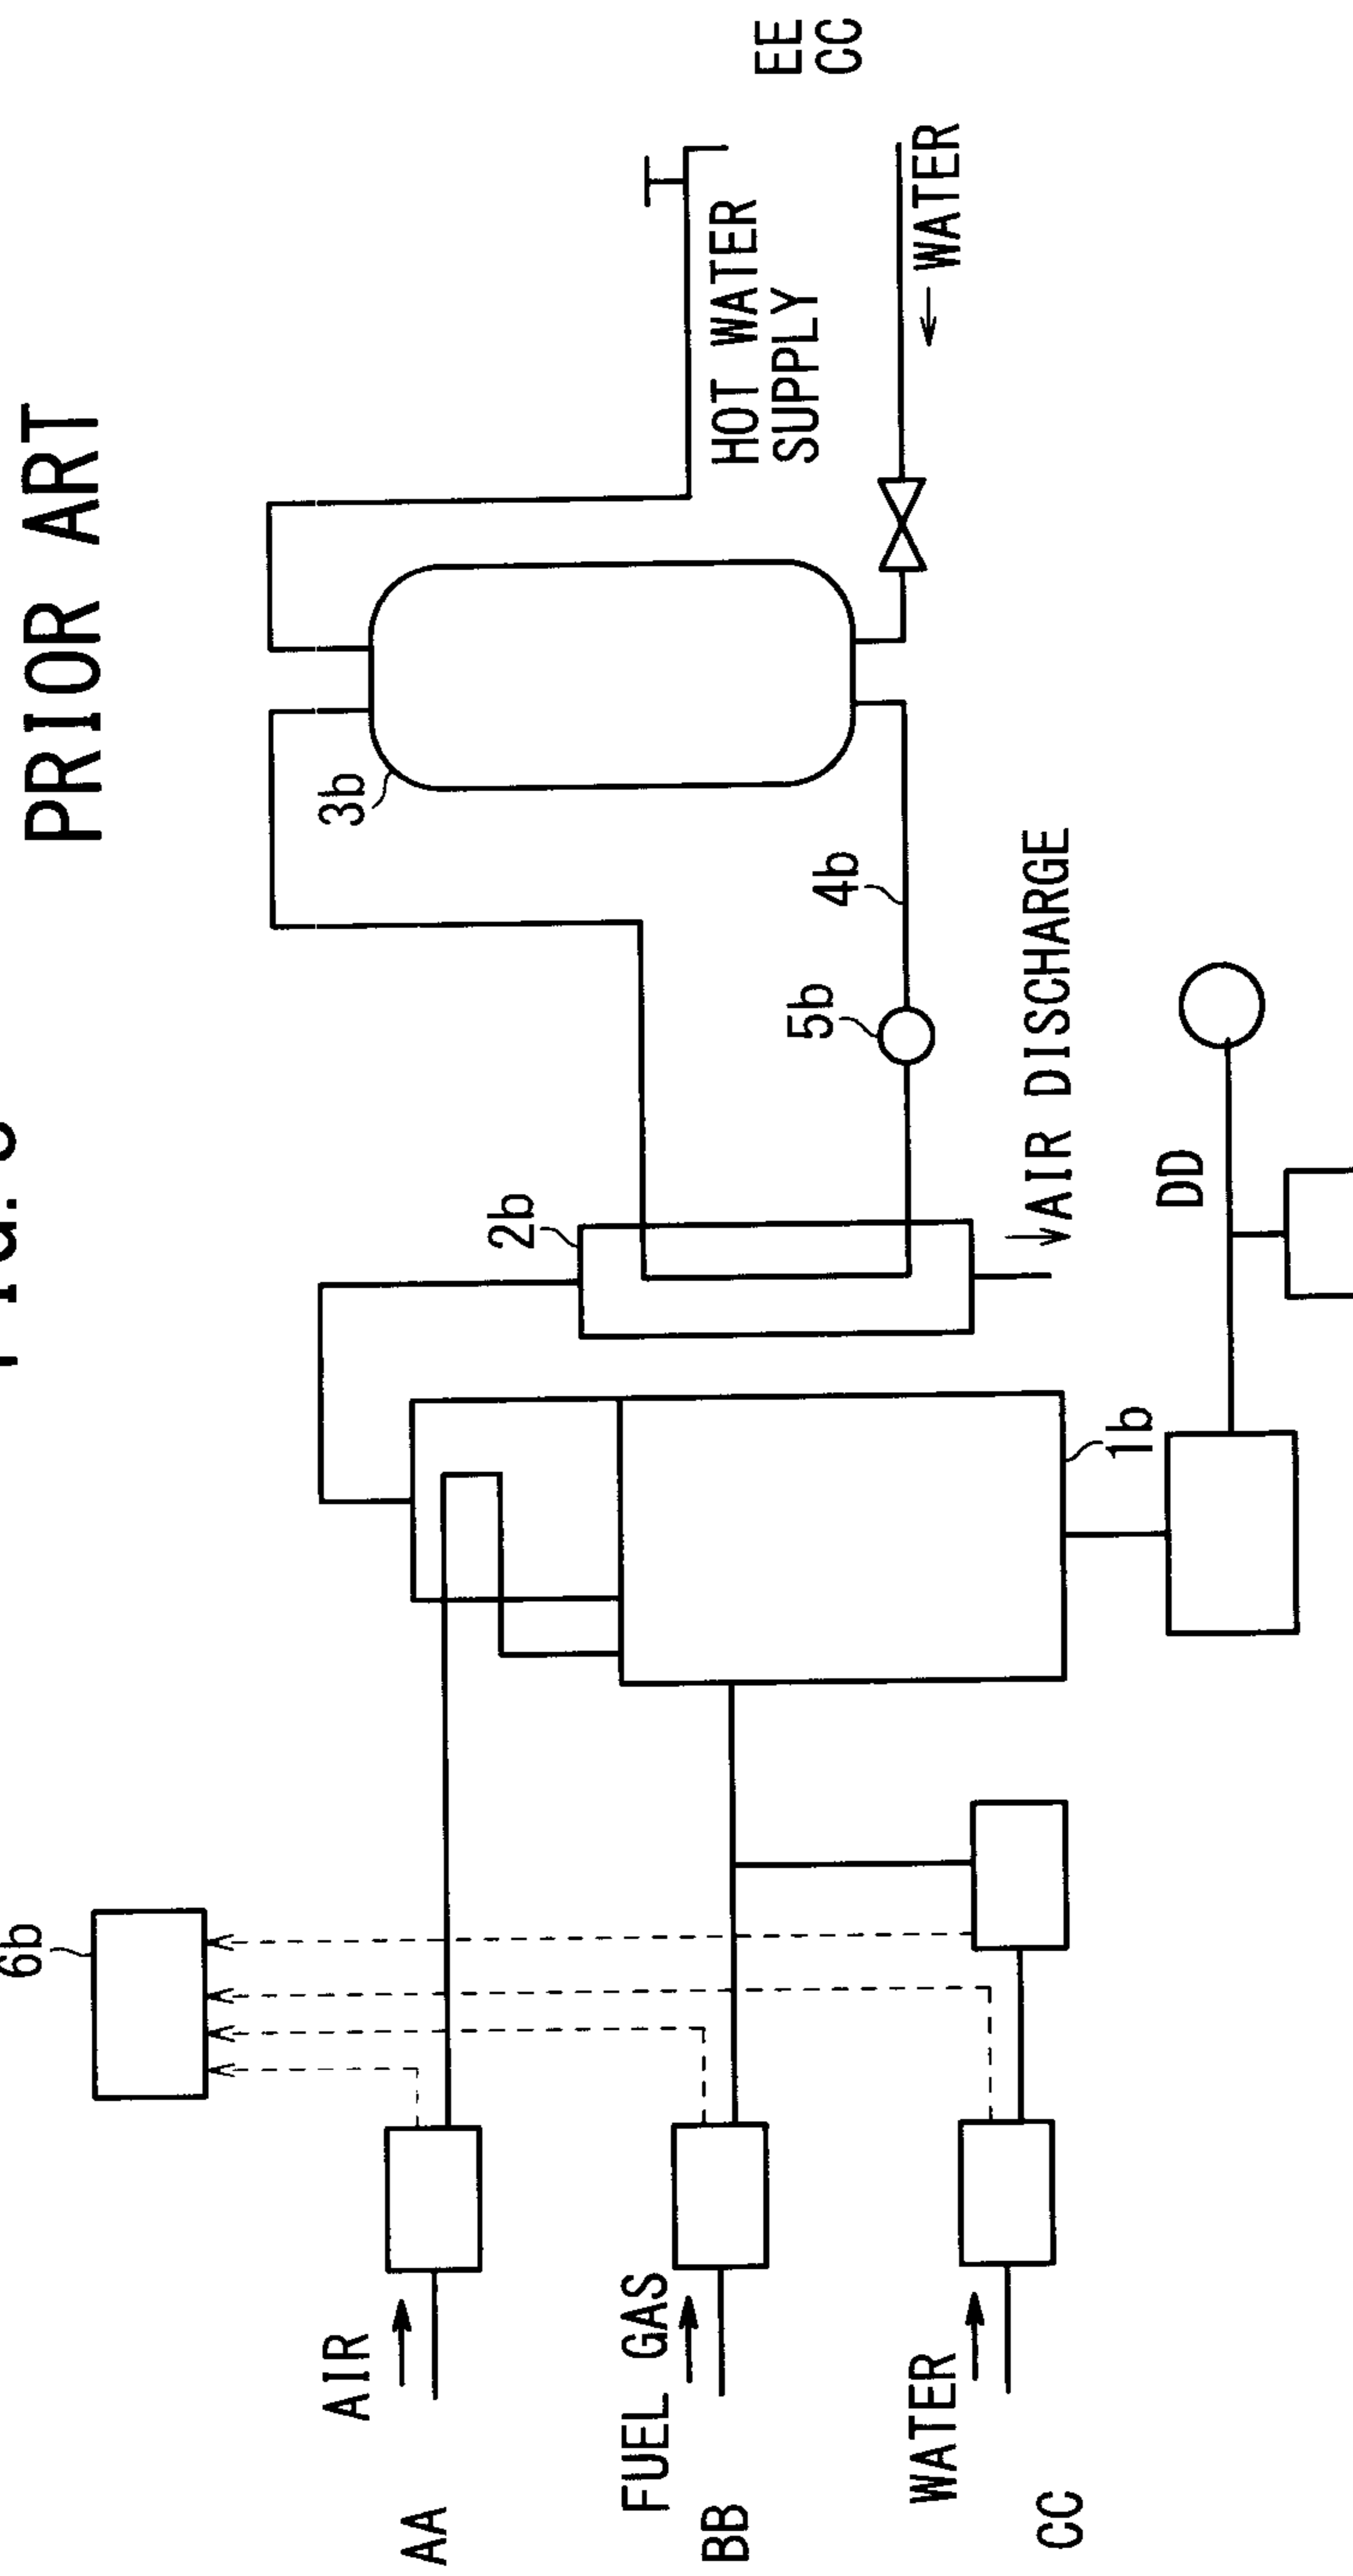 PRIOR ART
6b
AIR
AA
FUEL GAS
BB
WATER
CC
2b
3b
5b
4b
1b
AIR DISCHARGE
DD
HOT WATER
SUPPLY
WATER
EE
CC